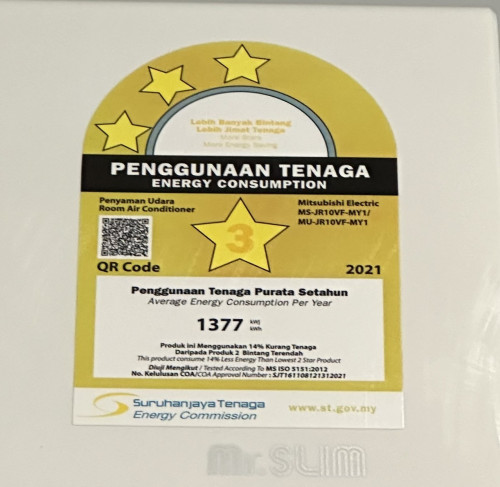 Lebih Banyak Bintang
Lebih Jimat Tenaga
More Stars
More Energy Saving
PENGGUNAAN TENAGA
ENERGY CONSUMPTION
Penyaman Udara
Room Air Conditioner
Mitsubishi Electric
MS-JR10VF-MY1/
MU-JR10VF-MY1
3
QR Code
2021
Penggunaan Tenaga Purata Setahun
Average Energy Consumption Per Year
1377 kWj
kWh
Produk ini Menggunakan 14% Kurang Tenaga
Daripada Produk 2 Bintang Terendah
This product consume 14% Less Energy Than Lowest 2 Star Product
Diuji Mengikut / Tested According To MS ISO 5151:2012
No. Kelulusan COA/COA Approval Number : SJT161108121312021
Suruhanjaya Tenaga
Energy Commission
www.st.gov.my
Mr.SLIM